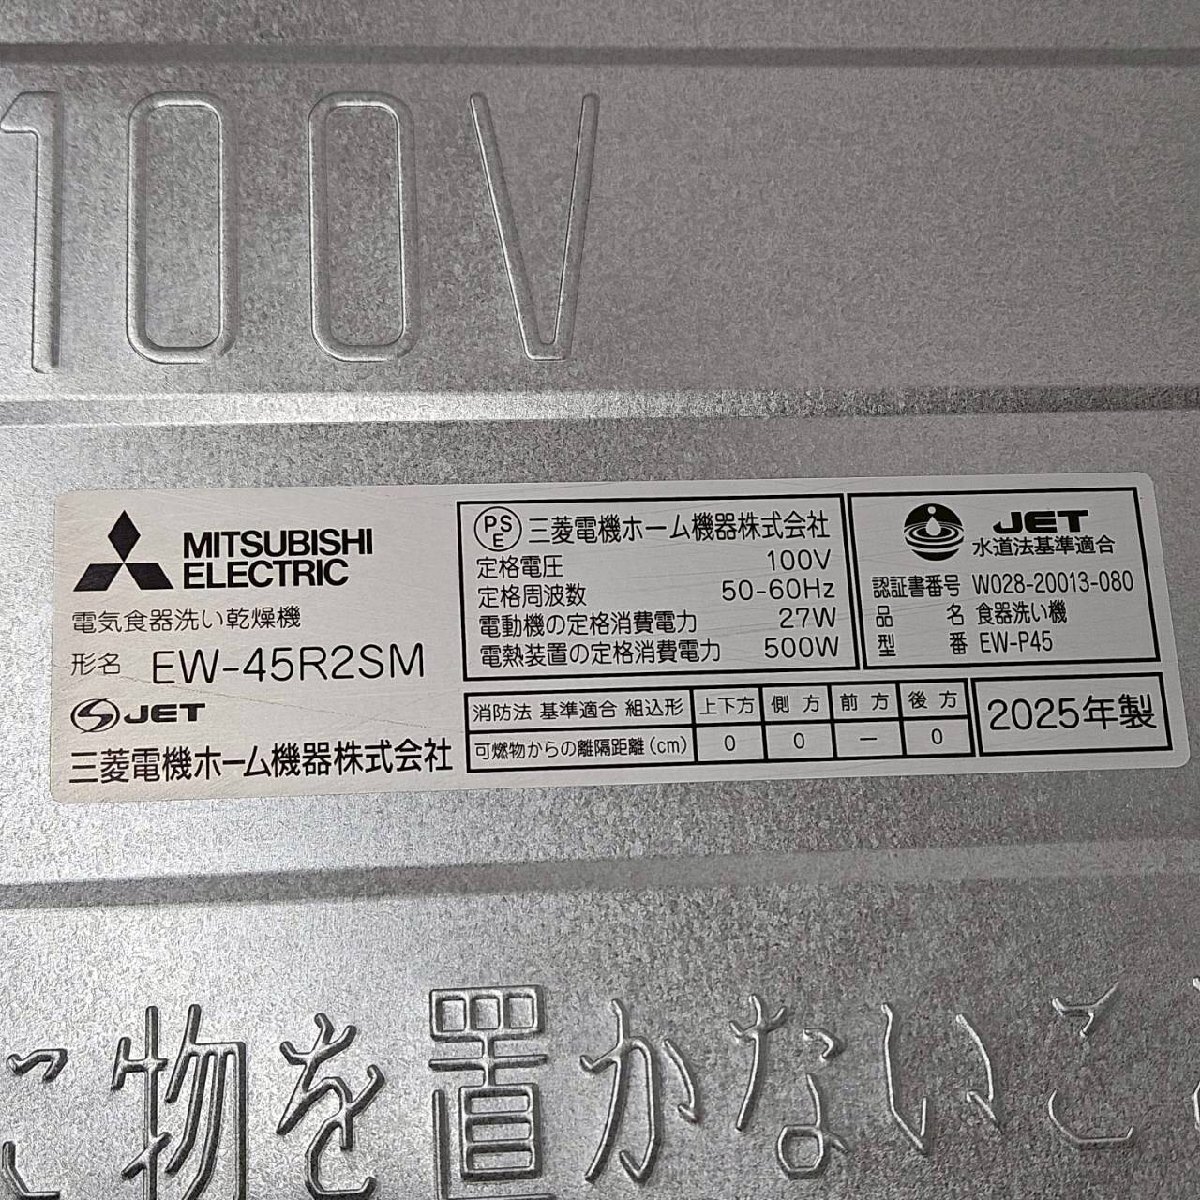 100V
MITSUBISHI
ELECTRIC
電気食器洗い乾燥機
形名 EW-45R2SM
JET
三菱電機ホーム機器株式会社
PSE 三菱電機ホーム機器株式会社
定格電圧 100V
定格周波数 50-60Hz
電動機の定格消費電力 27W
電熱装置の定格消費電力 500W
消防法 基準適合 組込形 上下方 側方 前方 後方
可燃物からの離隔距離(cm) 0 0 — 0
JET
水道法基準適合
認証書番号 W028-20013-080
品名 食器洗い機
型番 EW-P45
2025年製
に物を置かないこと